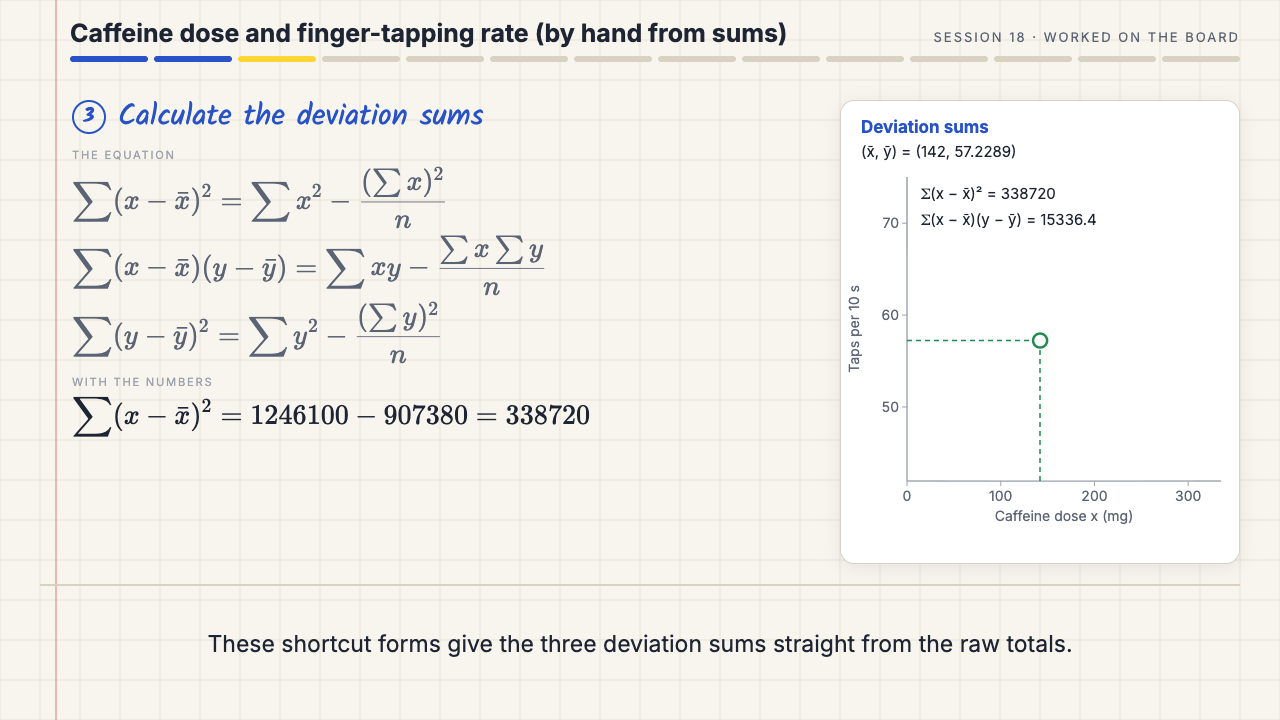 Caffeine dose and finger-tapping rate (by hand from sums)
SESSION 18 · WORKED ON THE BOARD
3 Calculate the deviation sums
THE EQUATION
∑(x − x̄)² = ∑ x² − (∑ x)² / n
∑(x − x̄)(y − ȳ) = ∑ xy − ∑ x ∑ y / n
∑(y − ȳ)² = ∑ y² − (∑ y)² / n
WITH THE NUMBERS
∑(x − x̄)² = 1246100 − 907380 = 338720
Deviation sums
(x̄, ȳ) = (142, 57.2289)
Σ(x − x̄)² = 338720
Σ(x − x̄)(y − ȳ) = 15336.4
70
60
50
Taps per 10 s
0 100 200 300
Caffeine dose x (mg)
These shortcut forms give the three deviation sums straight from the raw totals.